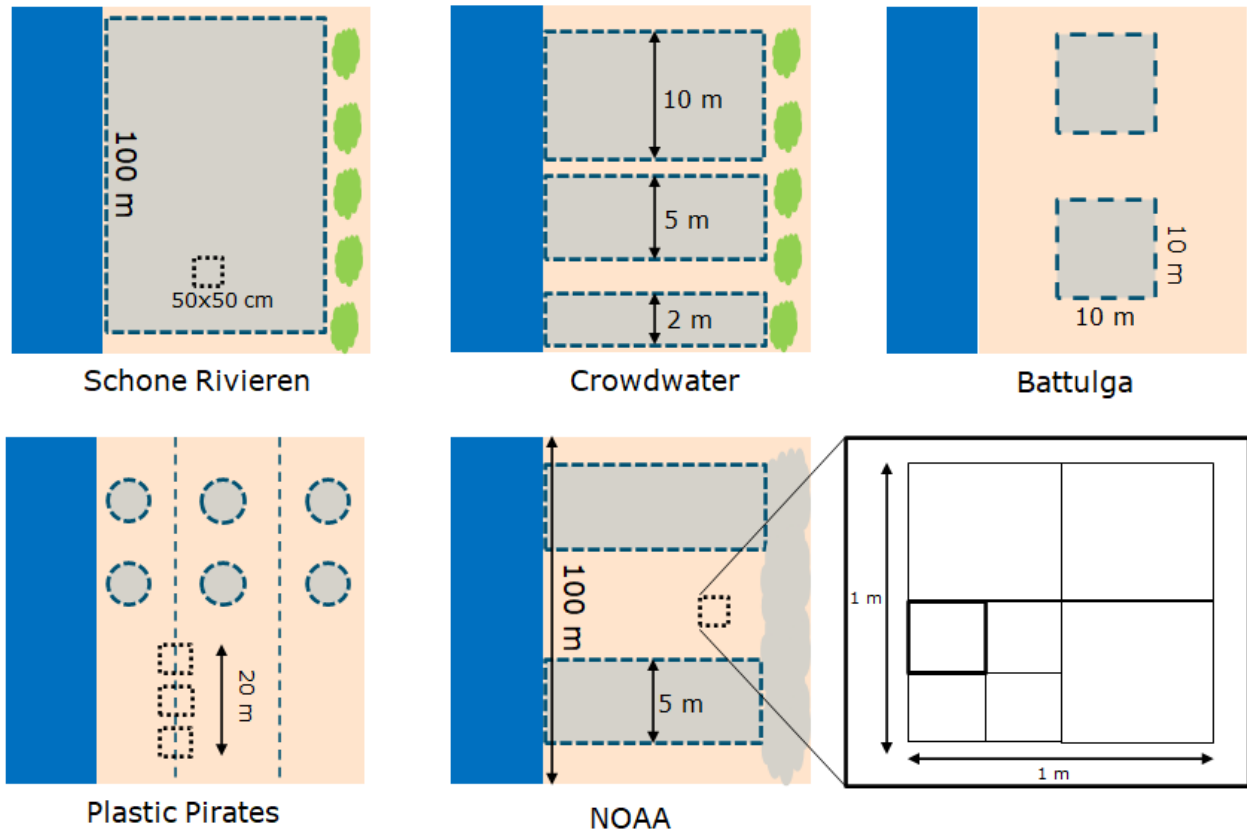 100 m
50x50 cm
Schone Rivieren
10 m
5 m
2 m
Crowdwater
10 m
10 m
Battulga
20 m
Plastic Pirates
100 m
5 m
NOAA
1 m
1 m